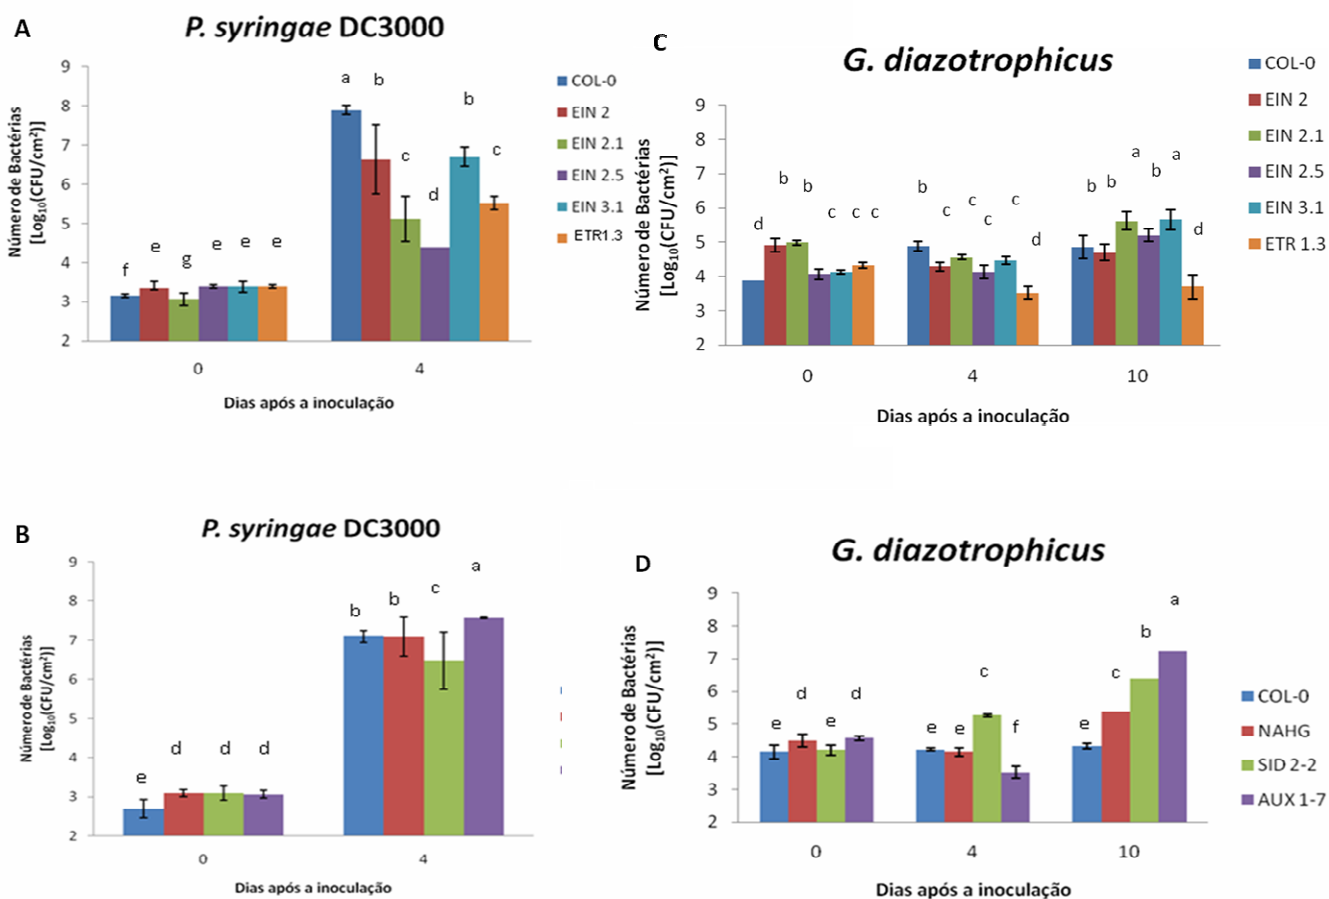 A
P. syringae DC3000
Número de Bactérias
[Log10(CFU/cm²)]
9
8
7
6
5
4
3
2
f e g e e e
a b c d b c
0 4
Dias após a inoculação
COL-0
EIN 2
EIN 2.1
EIN 2.5
EIN 3.1
ETR1.3
C
G. diazotrophicus
Número de Bactérias
[Log10(CFU/cm²)]
9
8
7
6
5
4
3
2
d b b c c c
b c c c c d
b b a b a d
0 4 10
Dias após a inoculação
COL-0
EIN 2
EIN 2.1
EIN 2.5
EIN 3.1
ETR 1.3
B
P. syringae DC3000
Número de Bactérias
[Log10(CFU/cm²)]
9
8
7
6
5
4
3
2
e d d d
b b c a
0 4
Dias após a inoculação
D
G. diazotrophicus
Número de Bactérias
[Log10(CFU/cm²)]
9
8
7
6
5
4
3
2
e d e d
e e c f
e c b a
0 4 10
Dias após a inoculação
COL-0
NAHG
SID 2-2
AUX 1-7